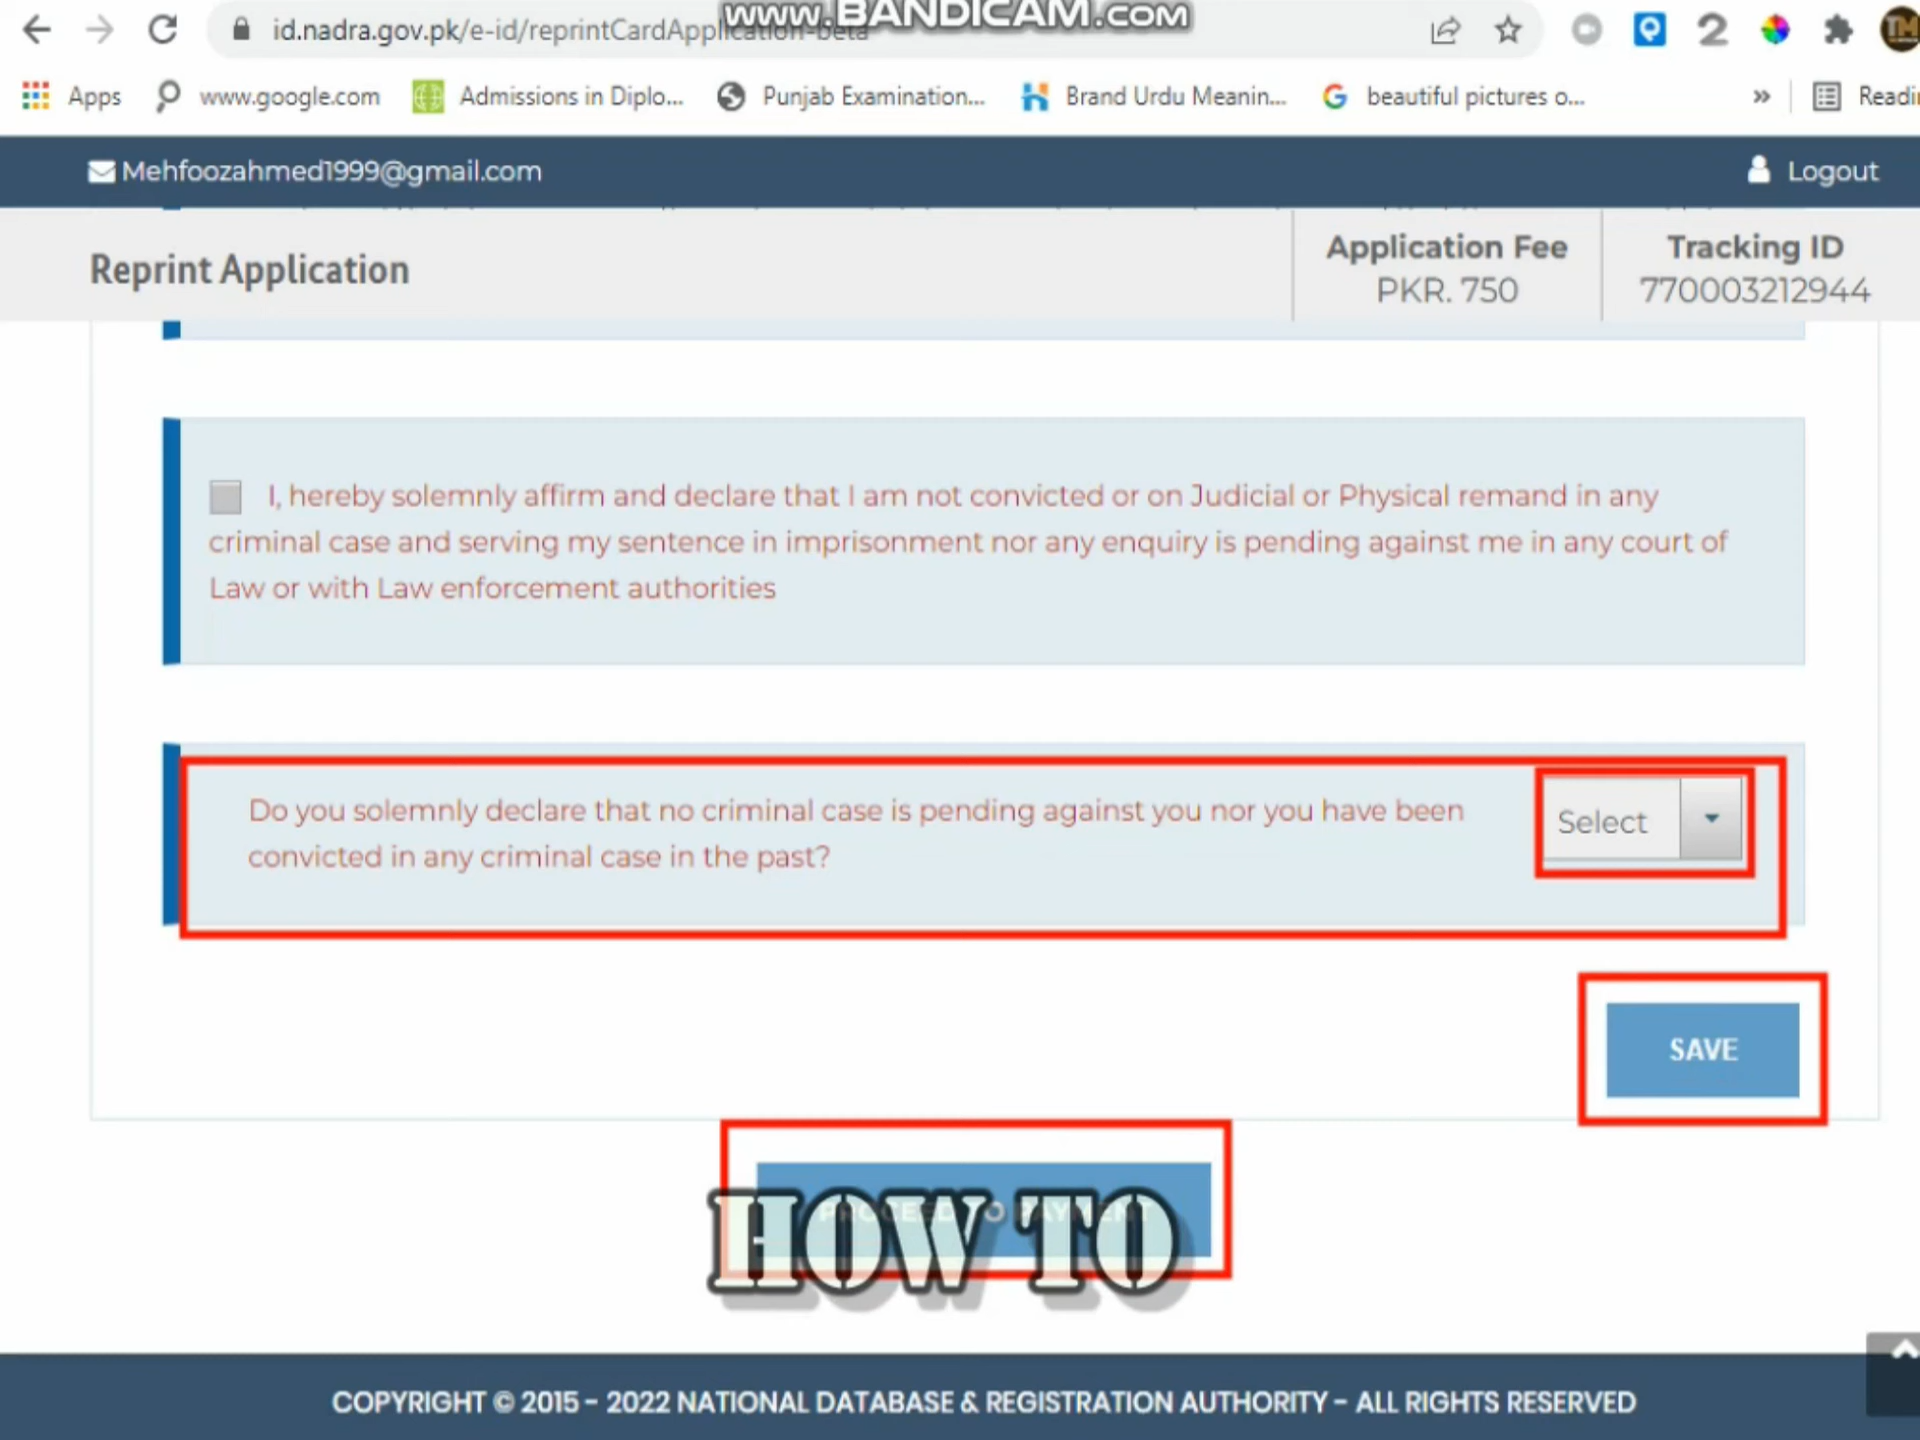 www.BANDICAM.com
id.nadra.gov.pk/e-id/reprintCardApplication-beta
Apps
www.google.com
Admissions in Diplo...
Punjab Examination...
Brand Urdu Meanin...
beautiful pictures o...
»
Mehfoozahmed1999@gmail.com
Logout
Reprint Application
Application Fee
PKR. 750
Tracking ID
770003212944
I, hereby solemnly affirm and declare that I am not convicted or on Judicial or Physical remand in any
criminal case and serving my sentence in imprisonment nor any enquiry is pending against me in any court of
Law or with Law enforcement authorities
Do you solemnly declare that no criminal case is pending against you nor you have been
convicted in any criminal case in the past?
Select
SAVE
PROCEED TO PAYMENT
HOW TO
COPYRIGHT © 2015 - 2022 NATIONAL DATABASE & REGISTRATION AUTHORITY - ALL RIGHTS RESERVED